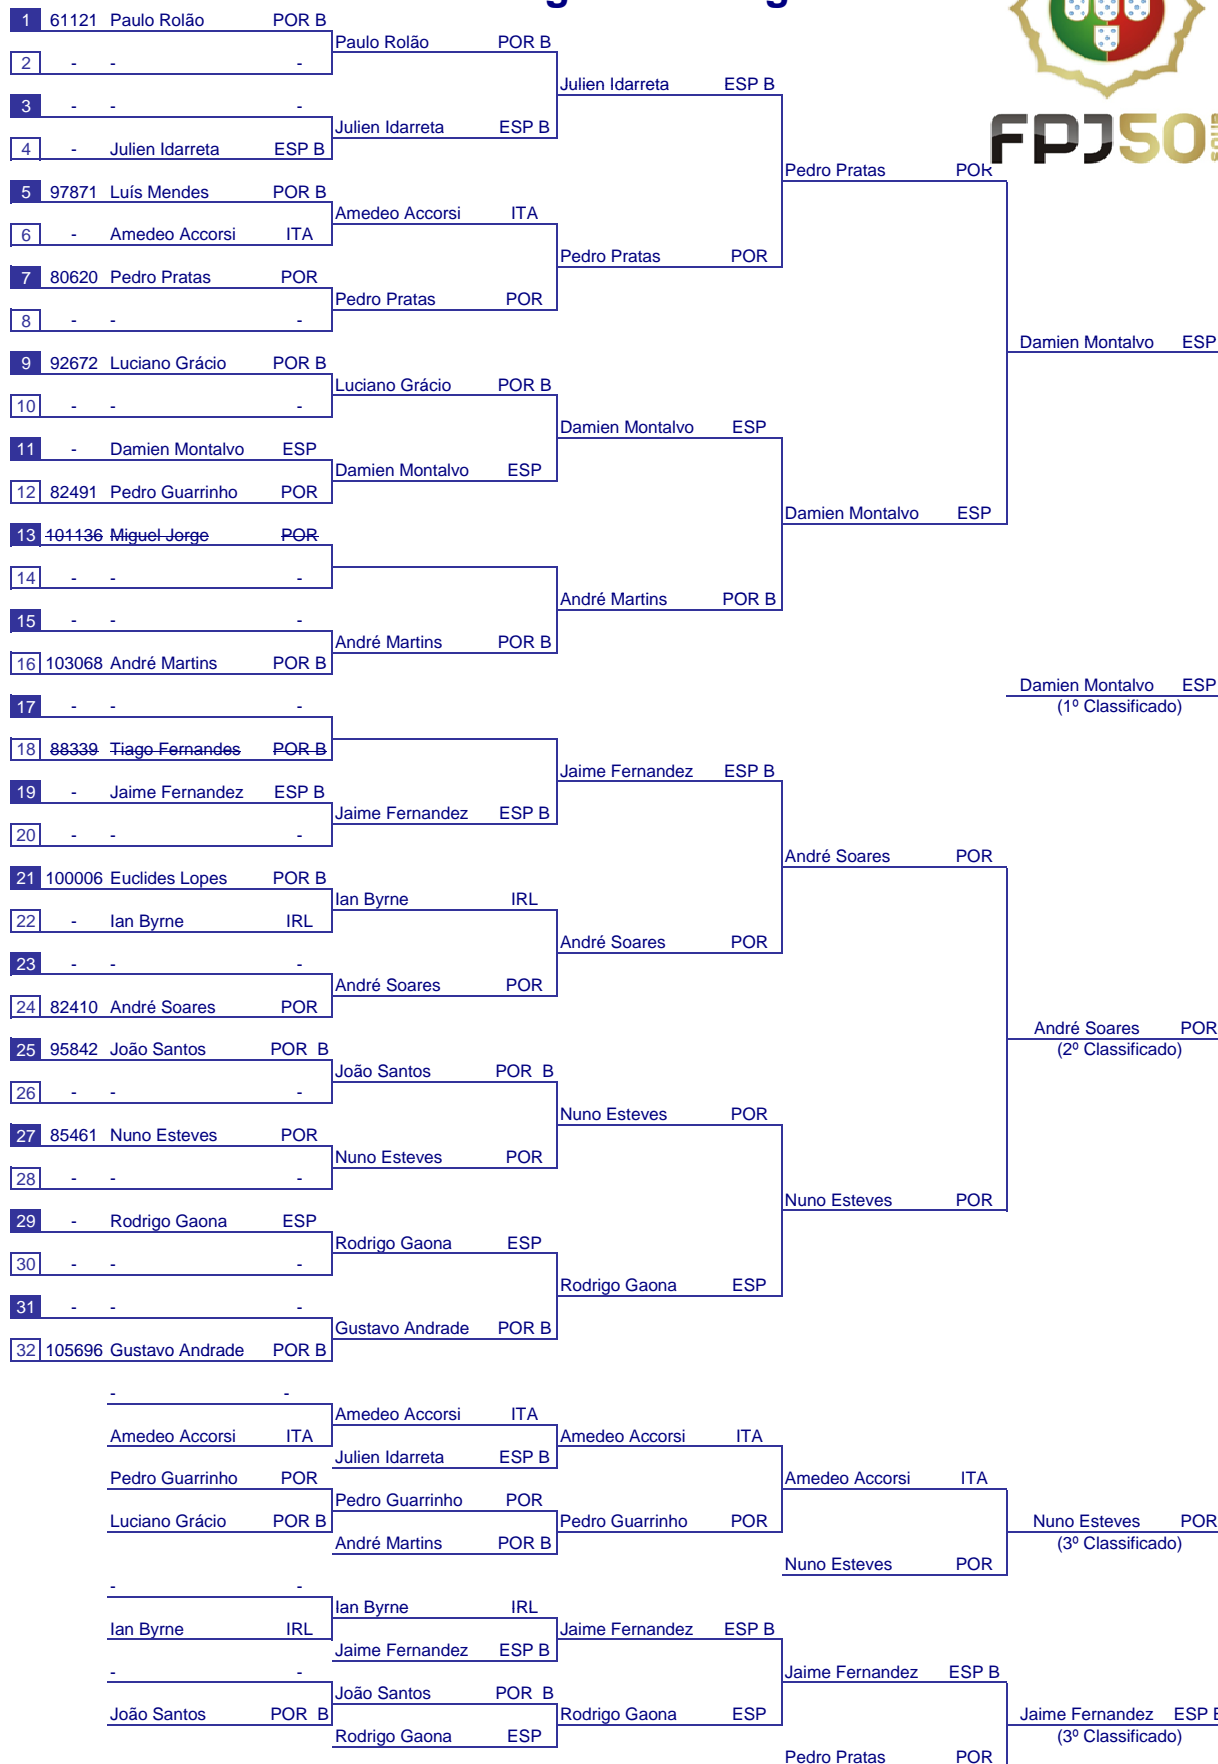 1 61121 Paulo Rolão POR B
Paulo Rolão POR B
2 - - -
Julien Idarreta ESP B
3 - - -
Julien Idarreta ESP B
4 - Julien Idarreta ESP B
FPJ50 anos
Pedro Pratas POR
5 97871 Luís Mendes POR B
Amedeo Accorsi ITA
6 - Amedeo Accorsi ITA
Pedro Pratas POR
7 80620 Pedro Pratas POR
Pedro Pratas POR
8 - - -
Damien Montalvo ESP
9 92672 Luciano Grácio POR B
Luciano Grácio POR B
10 - - -
Damien Montalvo ESP
11 - Damien Montalvo ESP
Damien Montalvo ESP
12 82491 Pedro Guarrinho POR
Damien Montalvo ESP
13 101136 Miguel Jorge POR
14 - - -
André Martins POR B
15 - - -
André Martins POR B
16 103068 André Martins POR B
Damien Montalvo ESP
17 - - -
(1º Classificado)
18 88339 Tiago Fernandes POR B
Jaime Fernandez ESP B
19 - Jaime Fernandez ESP B
Jaime Fernandez ESP B
20 - - -
André Soares POR
21 100006 Euclides Lopes POR B
Ian Byrne IRL
22 - Ian Byrne IRL
André Soares POR
23 - - -
André Soares POR
24 82410 André Soares POR
André Soares POR
25 95842 João Santos POR B
(2º Classificado)
João Santos POR B
26 - - -
Nuno Esteves POR
27 85461 Nuno Esteves POR
Nuno Esteves POR
28 - - -
Nuno Esteves POR
29 - Rodrigo Gaona ESP
Rodrigo Gaona ESP
30 - - -
Rodrigo Gaona ESP
31 - - -
Gustavo Andrade POR B
32 105696 Gustavo Andrade POR B
- -
Amedeo Accorsi ITA
Amedeo Accorsi ITA
Amedeo Accorsi ITA
Julien Idarreta ESP B
Pedro Guarrinho POR
Amedeo Accorsi ITA
Pedro Guarrinho POR
Luciano Grácio POR B
Pedro Guarrinho POR
Nuno Esteves POR
André Martins POR B
(3º Classificado)
Nuno Esteves POR
- -
Ian Byrne IRL
Ian Byrne IRL
Jaime Fernandez ESP B
Jaime Fernandez ESP B
- -
Jaime Fernandez ESP B
João Santos POR B
João Santos POR B
Rodrigo Gaona ESP
Jaime Fernandez ESP B
Rodrigo Gaona ESP
(3º Classificado)
Pedro Pratas POR